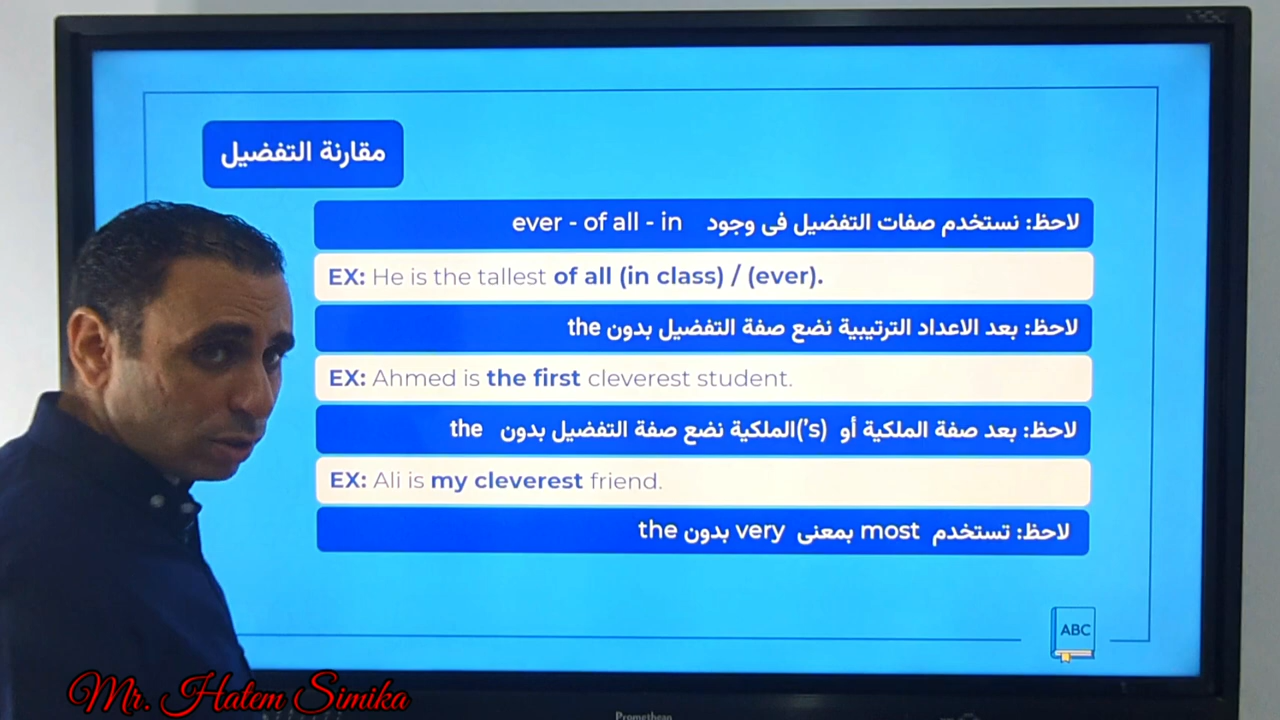 مقارنة التفضيل
لاحظ: نستخدم صفات التفضيل فى وجود ever - of all - in
EX: He is the tallest of all (in class) / (ever).
لاحظ: بعد الاعداد الترتيبية نضع صفة التفضيل بدون the
EX: Ahmed is the first cleverest student.
لاحظ: بعد صفة الملكية أو ('s)الملكية نضع صفة التفضيل بدون the
EX: Ali is my cleverest friend.
لاحظ: تستخدم most بمعنى very بدون the
ABC
Mr. Hatem Simika
Promethean